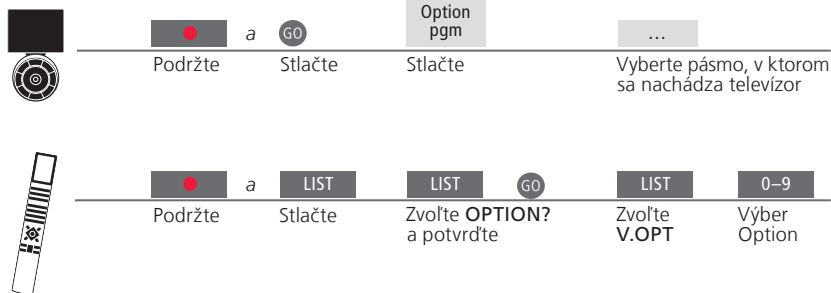 Option
pgm
a GO …
Podržte Stlačte Stlačte Vyberte pásmo, v ktorom
sa nachádza televízor
a LIST LIST GO LIST 0–9
Podržte Stlačte Zvoľte OPTION? Zvoľte Výber
a potvrďte V.OPT Option